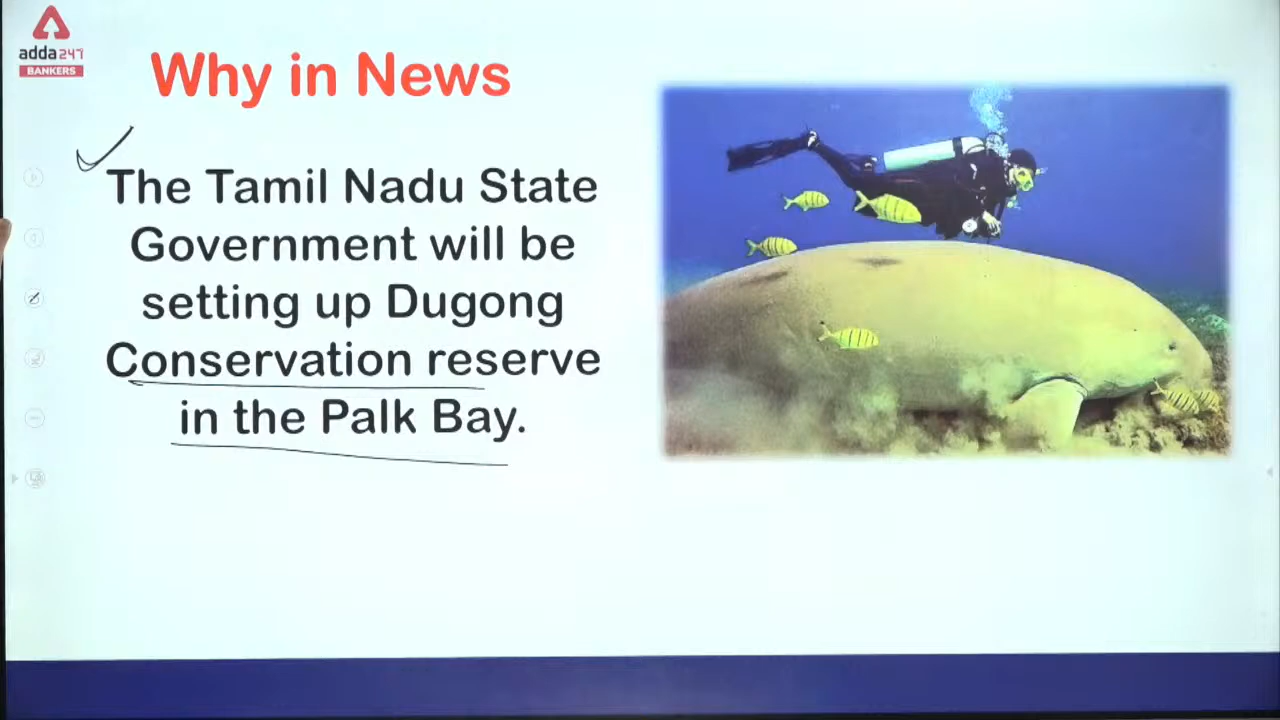 adda247
BANKERS
Why in News
The Tamil Nadu State
Government will be
setting up Dugong
Conservation reserve
in the Palk Bay.